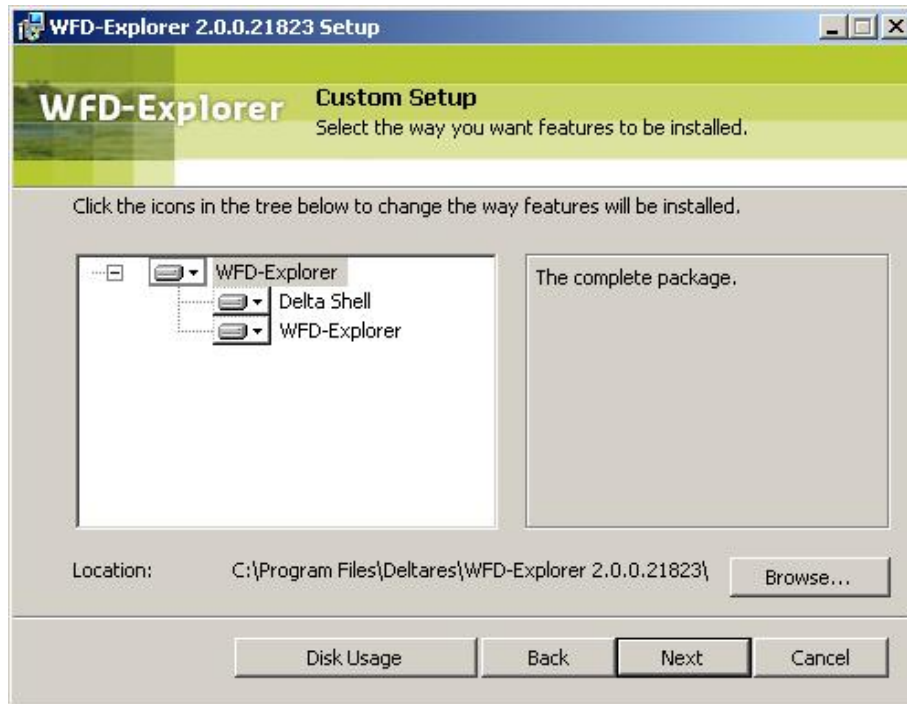 WFD-Explorer 2.0.0.21823 Setup
WFD-Explorer
Custom Setup
Select the way you want features to be installed.
Click the icons in the tree below to change the way features will be installed.
WFD-Explorer
Delta Shell
WFD-Explorer
The complete package.
Location: C:\Program Files\Deltares\WFD-Explorer 2.0.0.21823\ Browse...
Disk Usage Back Next Cancel